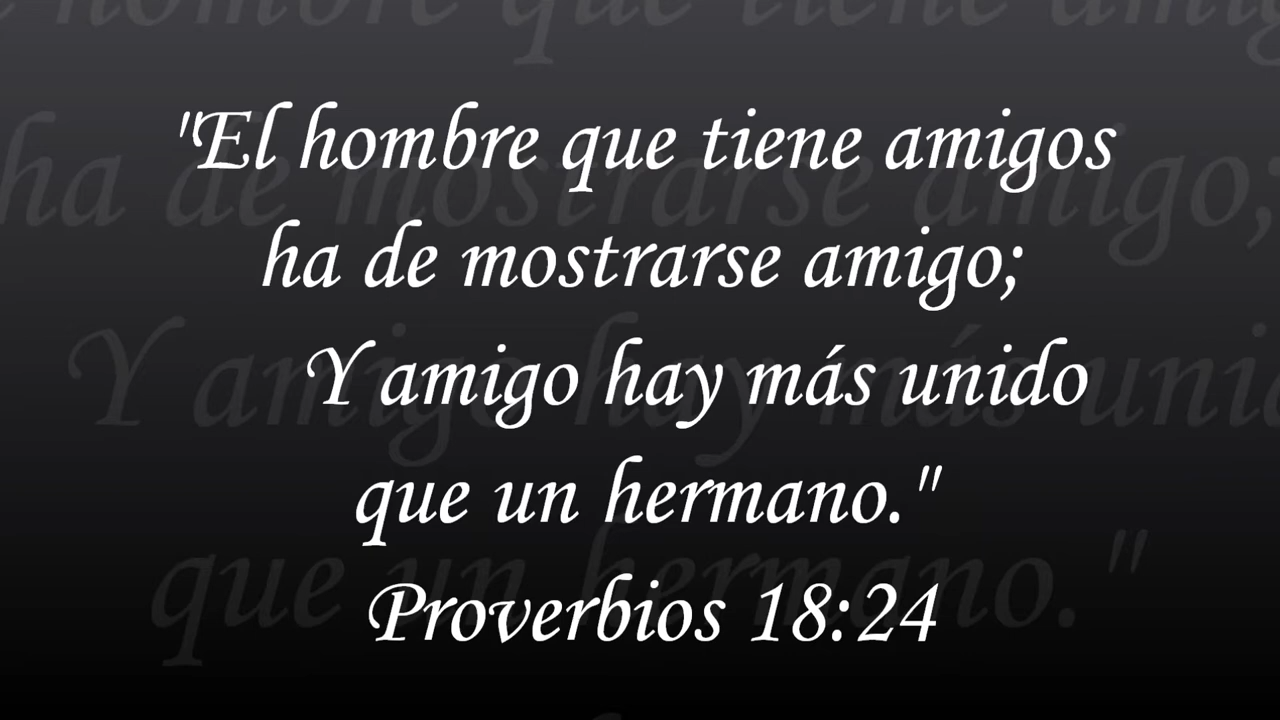 "El hombre que tiene amigos
ha de mostrarse amigo;
Y amigo hay más unido
que un hermano."
Proverbios 18:24